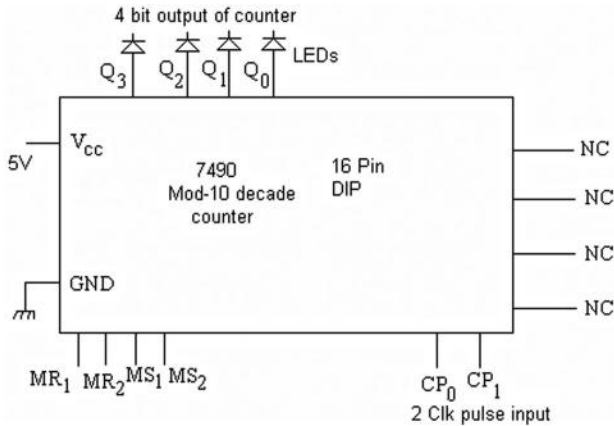 4 bit output of counter
Q3 Q2 Q1 Q0 LEDs
VCC
5V
7490
Mod-10 decade
counter
16 Pin
DIP
NC
NC
NC
NC
GND
MR1 MR2 MS1 MS2
CP0 CP1
2 Clk pulse input